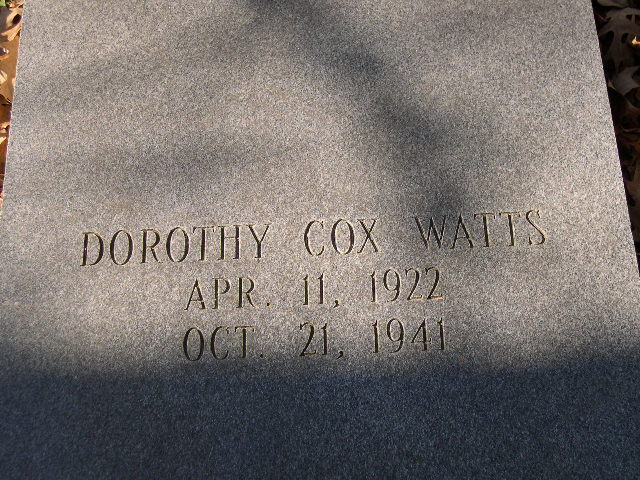 DOROTHY COX WATTS
APR. 11, 1922
OCT. 21, 1941